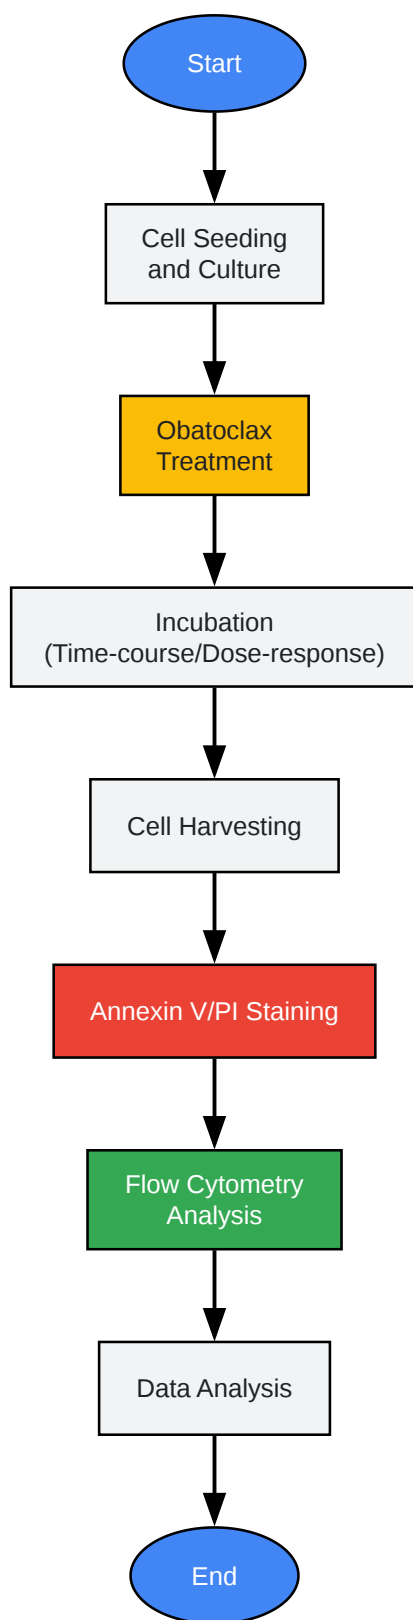 Start
Cell Seeding
and Culture
Obatoclax
Treatment
Incubation
(Time-course/Dose-response)
Cell Harvesting
Annexin V/PI Staining
Flow Cytometry
Analysis
Data Analysis
End